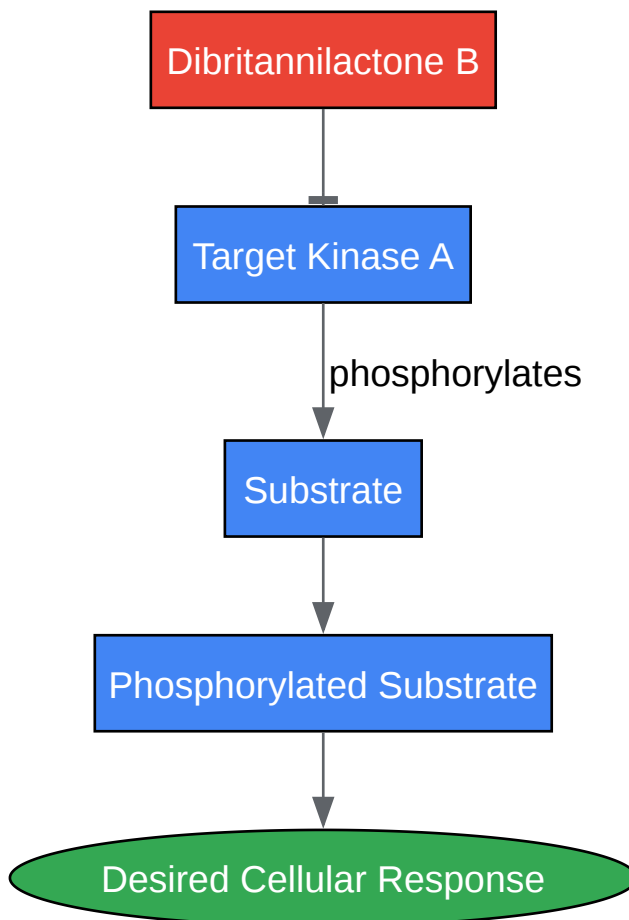 Dibritannilactone B
Target Kinase A
phosphorylates
Substrate
Phosphorylated Substrate
Desired Cellular Response